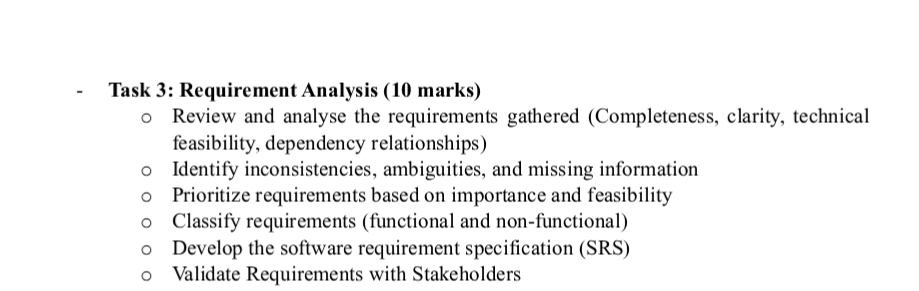 - Task 3: Requirement Analysis (10 marks)
o Review and analyse the requirements gathered (Completeness, clarity, technical
feasibility, dependency relationships)
o Identify inconsistencies, ambiguities, and missing information
o Prioritize requirements based on importance and feasibility
o Classify requirements (functional and non-functional)
o Develop the software requirement specification (SRS)
o Validate Requirements with Stakeholders